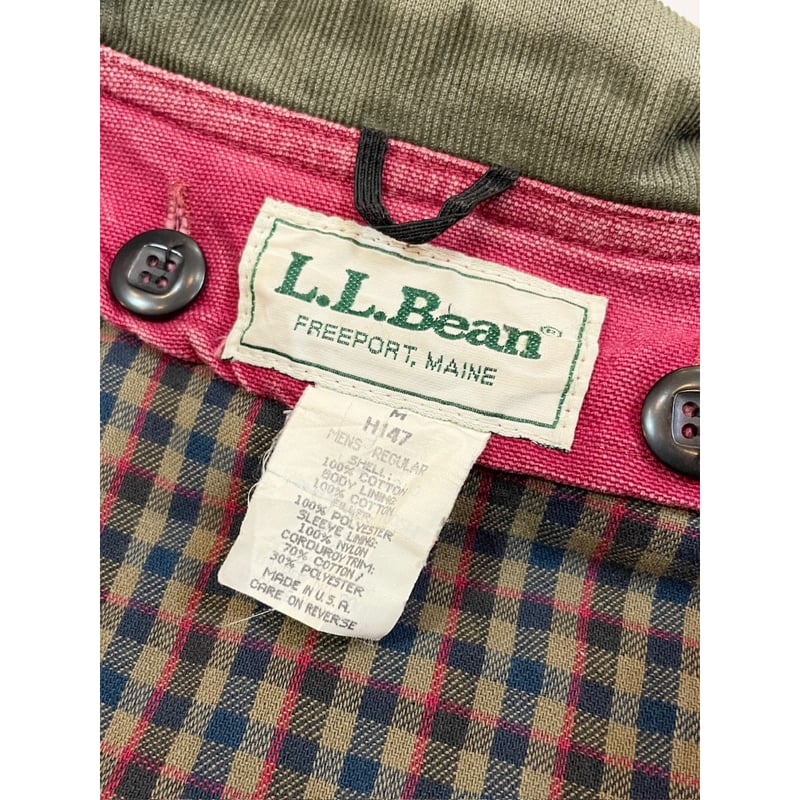 L.L.Bean®
FREEPORT, MAINE
M
H147
MENS REGULAR
SHELL:
100% COTTON
BODY LINING:
100% COTTON
FILLER:
100% POLYESTER
SLEEVE LINING:
100% NYLON
CORDUROY TRIM:
70% COTTON/
30% POLYESTER
MADE IN U.S.A.
CARE ON REVERSE